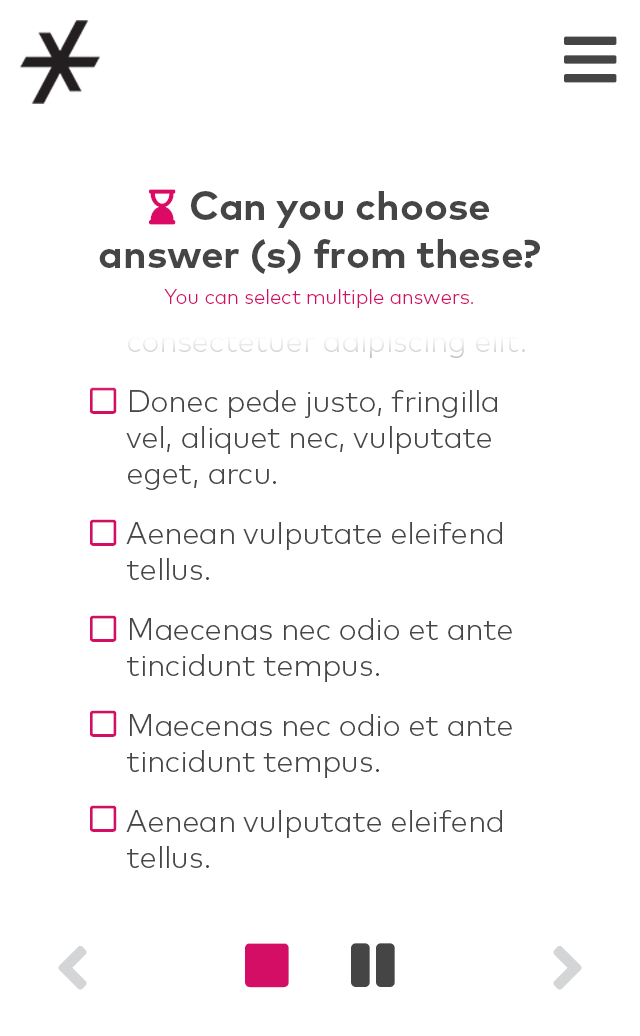 Can you choose
answer (s) from these?
You can select multiple answers.
consectetuer adipiscing elit.
Donec pede justo, fringilla
vel, aliquet nec, vulputate
eget, arcu.
Aenean vulputate eleifend
tellus.
Maecenas nec odio et ante
tincidunt tempus.
Maecenas nec odio et ante
tincidunt tempus.
Aenean vulputate eleifend
tellus.